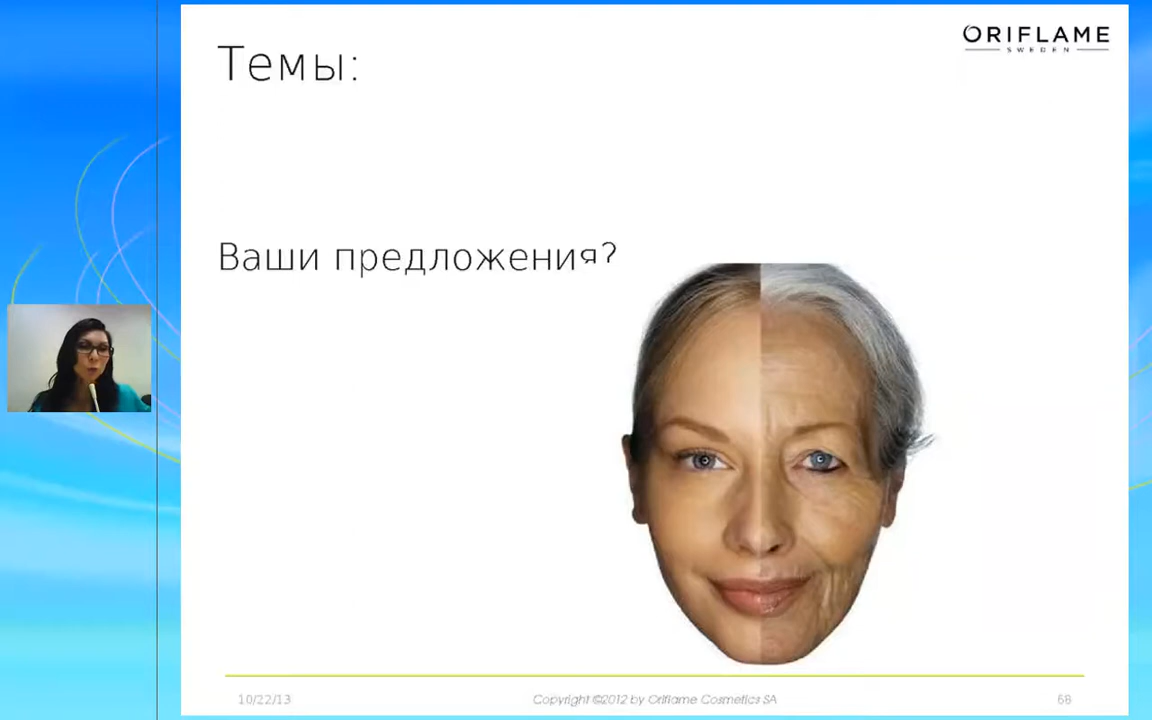 ORIFLAME
SWEDEN
Темы:
Ваши предложения?
10/22/13
Copyright ©2012 by Oriflame Cosmetics SA
68